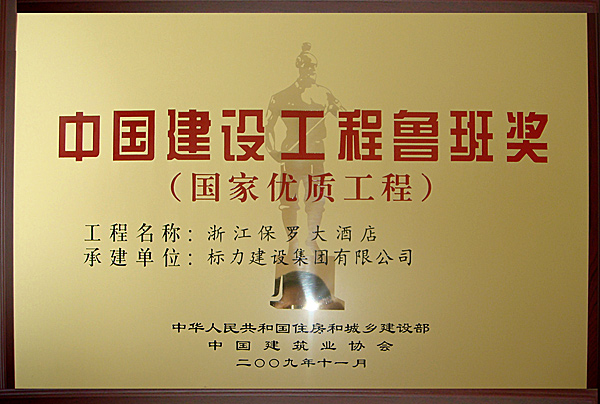 中国建设工程鲁班奖
（国家优质工程）
工程名称：浙江保罗大酒店
承建单位：标力建设集团有限公司
中华人民共和国住房和城乡建设部
中国建筑业协会
二〇〇九年十一月